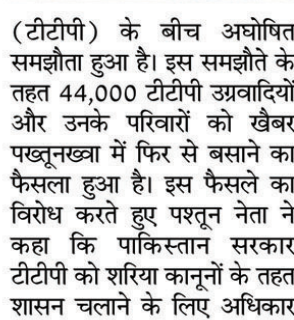 (टीटीपी) के बीच अघोषित
समझौता हुआ है। इस समझौते के
तहत 44,000 टीटीपी उग्रवादियों
और उनके परिवारों को खैबर
पख्तूनख्वा में फिर से बसाने का
फैसला हुआ है। इस फैसले का
विरोध करते हुए पश्तून नेता ने
कहा कि पाकिस्तान सरकार
टीटीपी को शरिया कानूनों के तहत
शासन चलाने के लिए अधिकार